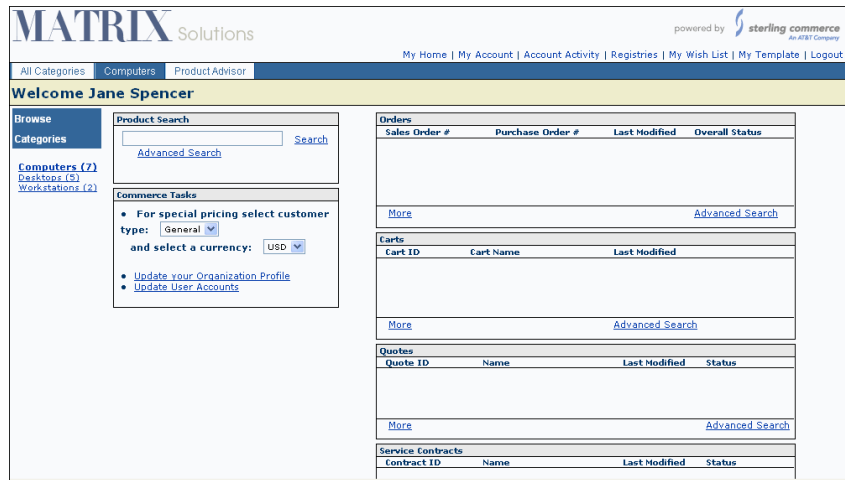 MATRIX Solutions
powered by sterling commerce
An AT&T Company
My Home | My Account | Account Activity | Registries | My Wish List | My Template | Logout
All Categories Computers Product Advisor
Welcome Jane Spencer
Browse
Categories
Computers (7)
Desktops (5)
Workstations (2)
Product Search
Search
Advanced Search
Commerce Tasks
• For special pricing select customer
type: General
and select a currency: USD
• Update your Organization Profile
• Update User Accounts
Orders
Sales Order # Purchase Order # Last Modified Overall Status
More Advanced Search
Carts
Cart ID Cart Name Last Modified
More Advanced Search
Quotes
Quote ID Name Last Modified Status
More Advanced Search
Service Contracts
Contract ID Name Last Modified Status